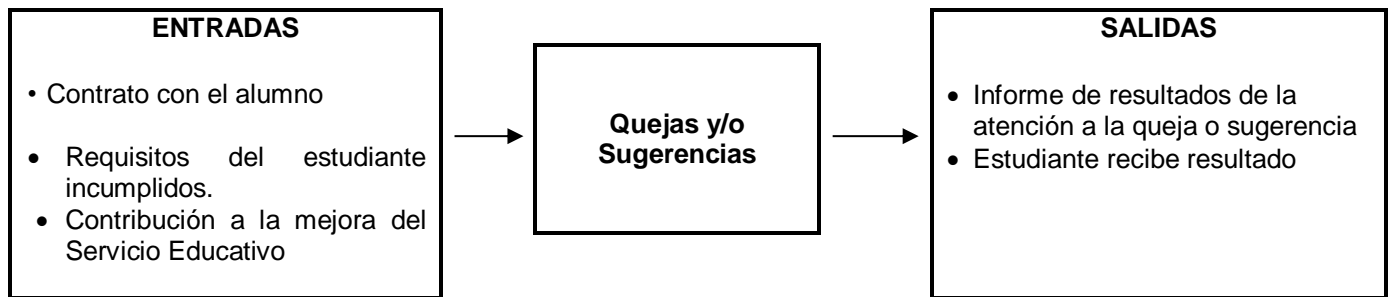 ENTRADAS
• Contrato con el alumno
• Requisitos del estudiante
incumplidos.
• Contribución a la mejora del
Servicio Educativo
Quejas y/o
Sugerencias
SALIDAS
• Informe de resultados de la
atención a la queja o sugerencia
• Estudiante recibe resultado